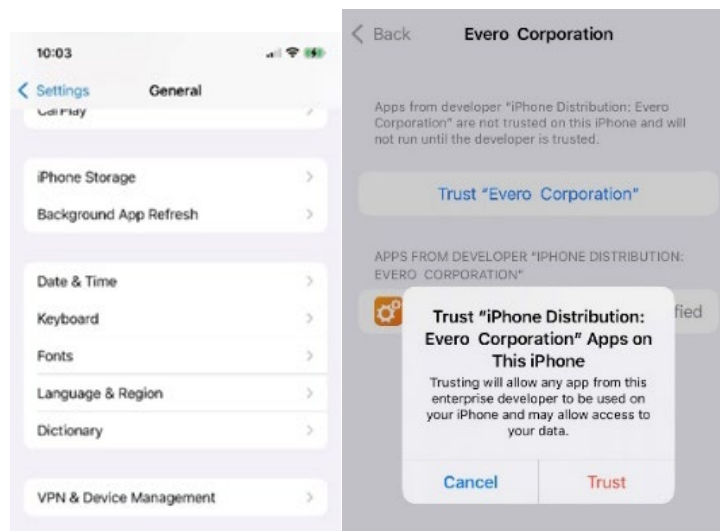 10:03
Settings
General
CarPlay
iPhone Storage
Background App Refresh
Date & Time
Keyboard
Fonts
Language & Region
Dictionary
VPN & Device Management
Back
Evero Corporation
Apps from developer "iPhone Distribution: Evero
Corporation" are not trusted on this iPhone and will
not run until the developer is trusted.
Trust "Evero Corporation"
APPS FROM DEVELOPER "IPHONE DISTRIBUTION:
EVERO CORPORATION"
fied
Trust "iPhone Distribution:
Evero Corporation" Apps on
This iPhone
Trusting will allow any app from this
enterprise developer to be used on
your iPhone and may allow access to
your data.
Cancel
Trust